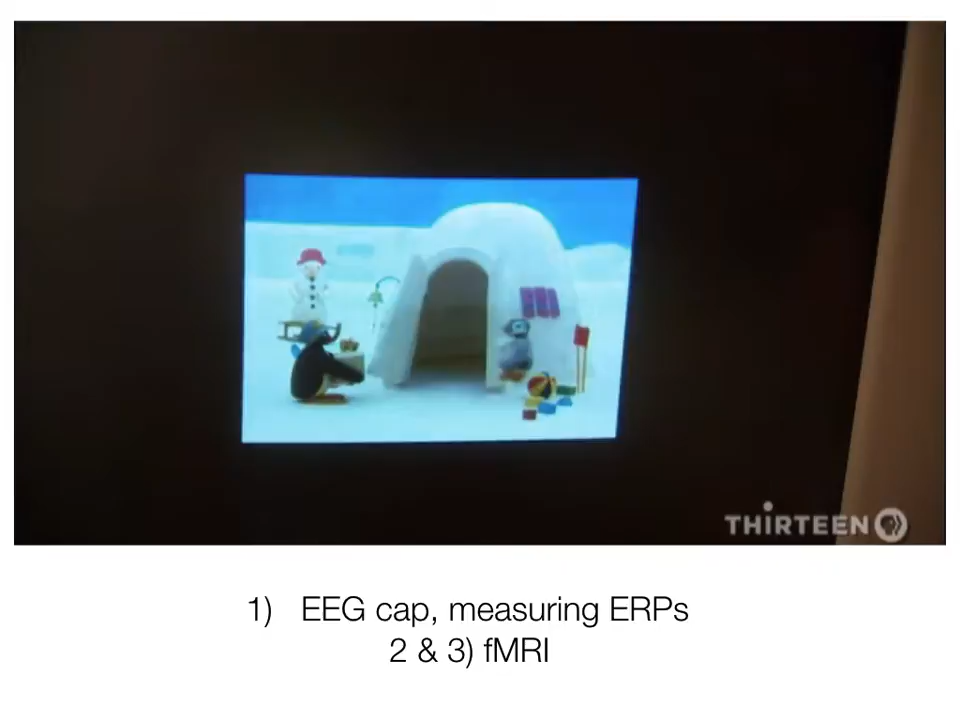 THIRTEEN
1) EEG cap, measuring ERPs
2 & 3) fMRI